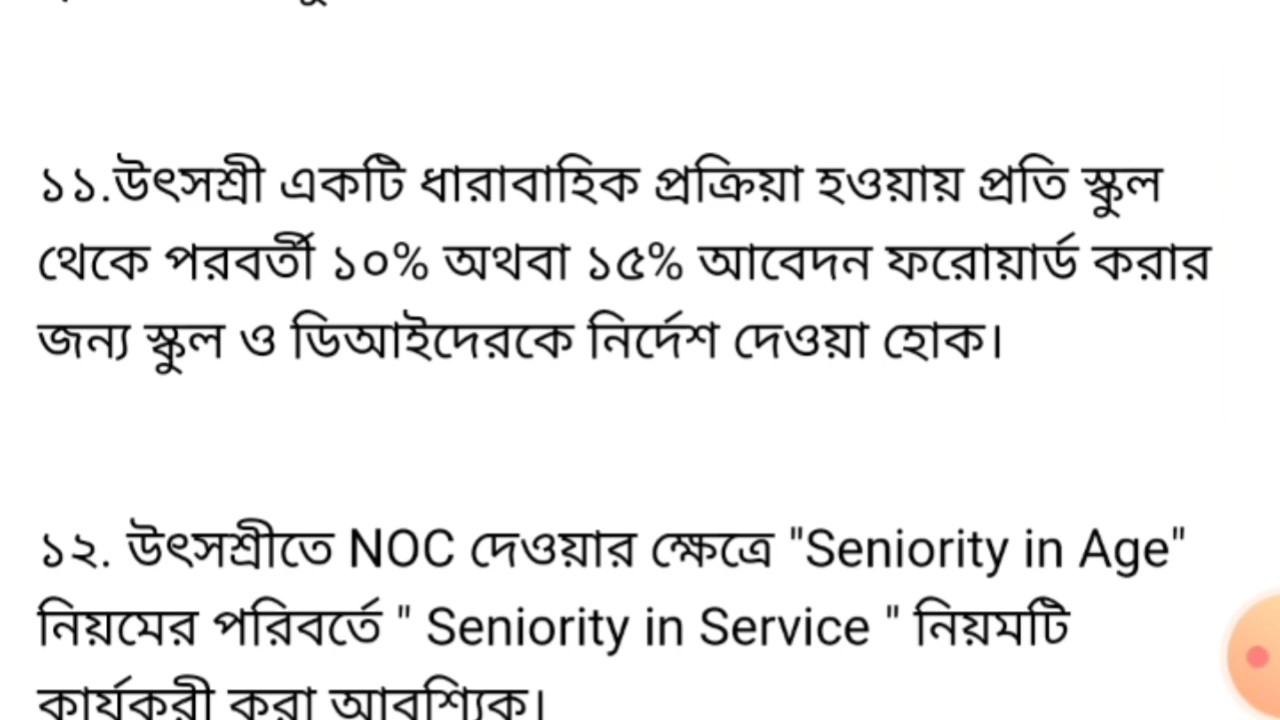 ১১.উৎসশ্রী একটি ধারাবাহিক প্রক্রিয়া হওয়ায় প্রতি স্কুল
থেকে পরবর্তী ১০% অথবা ১৫% আবেদন ফরোয়ার্ড করার
জন্য স্কুল ও ডিআইদেরকে নির্দেশ দেওয়া হোক।
১২. উৎসশ্রীতে NOC দেওয়ার ক্ষেত্রে "Seniority in Age"
নিয়মের পরিবর্তে " Seniority in Service " নিয়মটি
কার্যকরী করা আবশ্যিক।